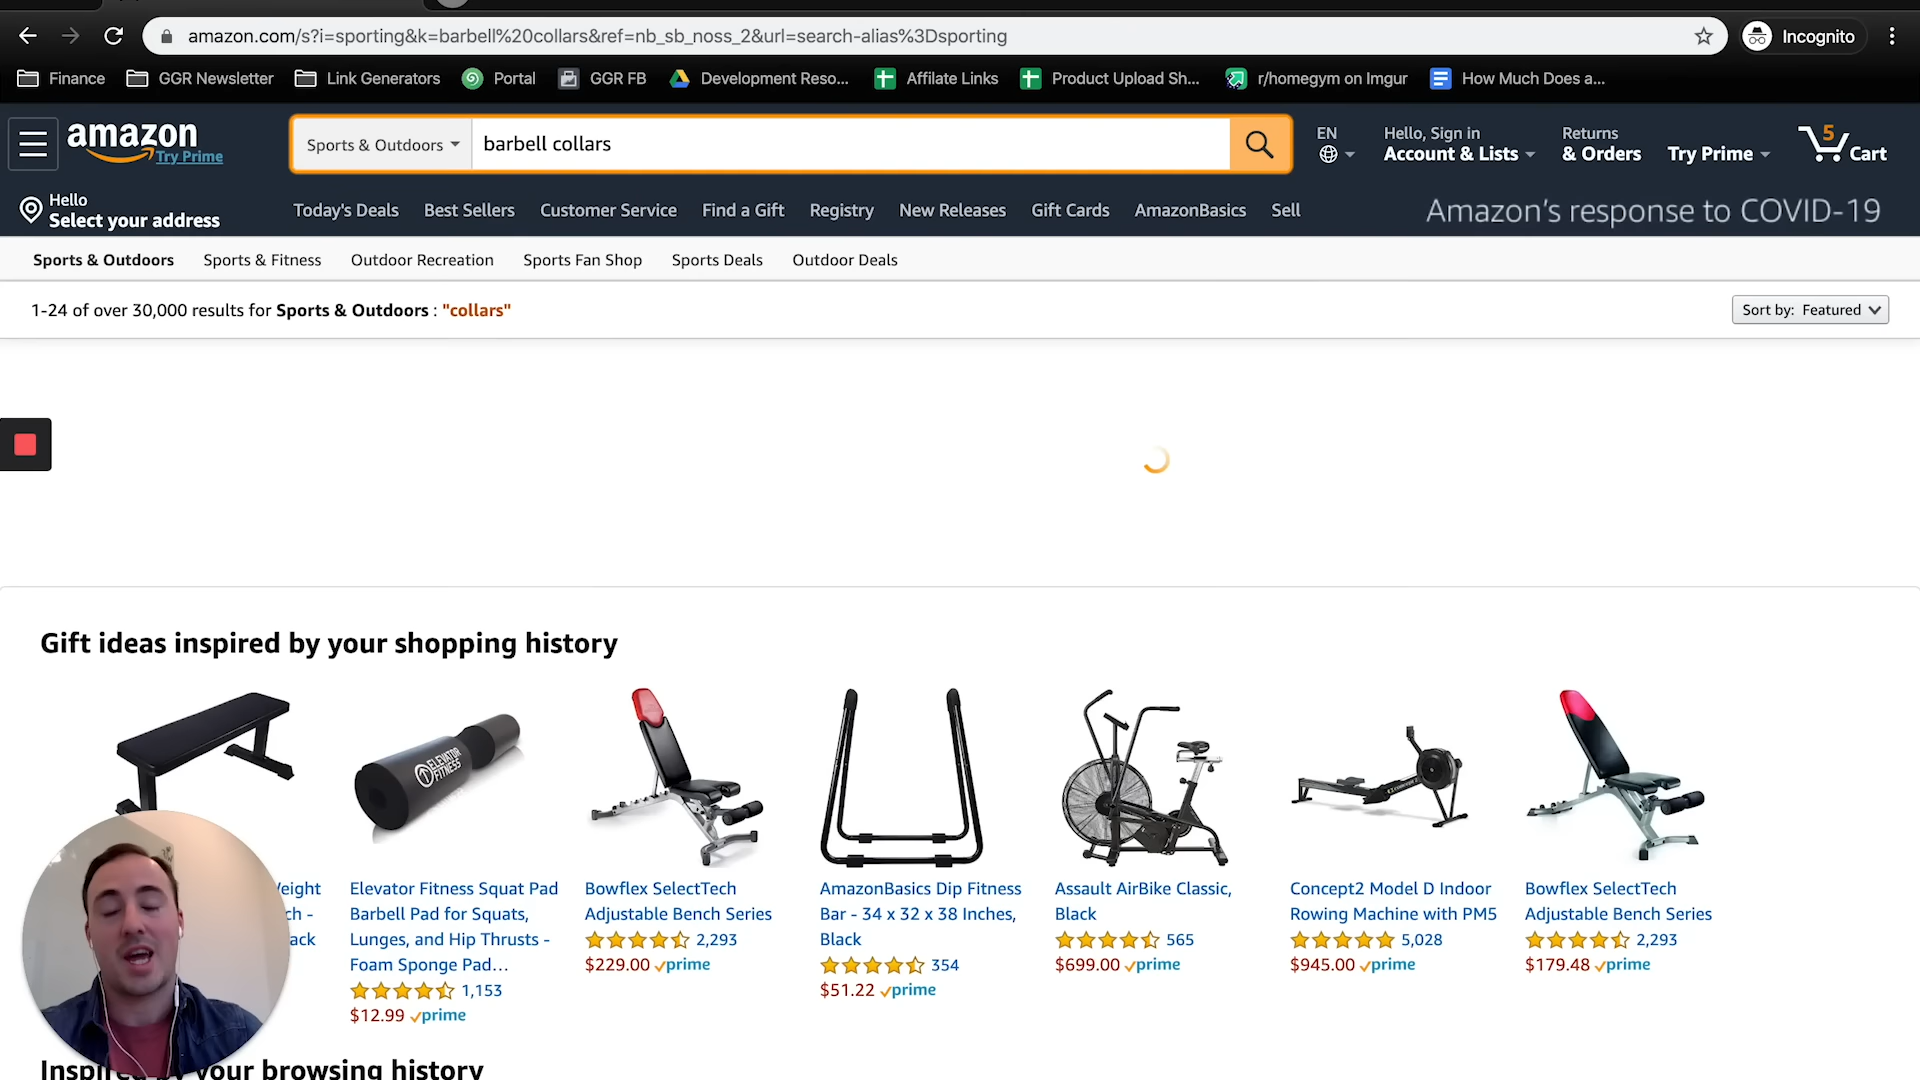 amazon.com/s?i=sporting&k=barbell%20collars&ref=nb_sb_noss_2&url=search-alias%3Dsporting
Incognito
Finance
GGR Newsletter
Link Generators
Portal
GGR FB
Development Reso...
Affilate Links
Product Upload Sh...
r/homegym on Imgur
How Much Does a...
amazon
Try Prime
Sports & Outdoors
barbell collars
EN
Hello, Sign in
Account & Lists
Returns
& Orders
Try Prime
5
Cart
Hello
Select your address
Today's Deals
Best Sellers
Customer Service
Find a Gift
Registry
New Releases
Gift Cards
AmazonBasics
Sell
Amazon's response to COVID-19
Sports & Outdoors
Sports & Fitness
Outdoor Recreation
Sports Fan Shop
Sports Deals
Outdoor Deals
1-24 of over 30,000 results for Sports & Outdoors : "collars"
Sort by: Featured
Gift ideas inspired by your shopping history
ELEVATOR
FITNESS
Elevator Fitness Squat Pad
Barbell Pad for Squats,
Lunges, and Hip Thrusts -
Foam Sponge Pad...
1,153
$12.99 prime
Bowflex SelectTech
Adjustable Bench Series
2,293
$229.00 prime
AmazonBasics Dip Fitness
Bar - 34 x 32 x 38 Inches,
Black
354
$51.22 prime
Assault AirBike Classic,
Black
565
$699.00 prime
Concept2 Model D Indoor
Rowing Machine with PM5
5,028
$945.00 prime
Bowflex SelectTech
Adjustable Bench Series
2,293
$179.48 prime
your browsing history